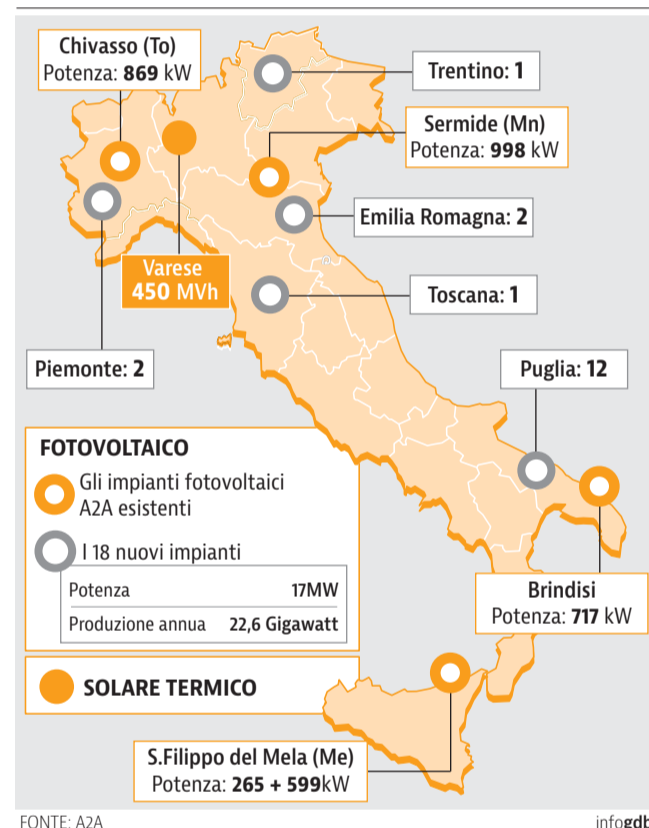 Chivasso (To)
Potenza: 869 kW
Trentino: 1
Sermide (Mn)
Potenza: 998 kW
Emilia Romagna: 2
Varese
450 MVh
Toscana: 1
Piemonte: 2
Puglia: 12
FOTOVOLTAICO
Gli impianti fotovoltaici
A2A esistenti
I 18 nuovi impianti
Potenza 17MW
Produzione annua 22,6 Gigawatt
Brindisi
Potenza: 717 kW
SOLARE TERMICO
S.Filippo del Mela (Me)
Potenza: 265 + 599kW
FONTE: A2A
infogdb